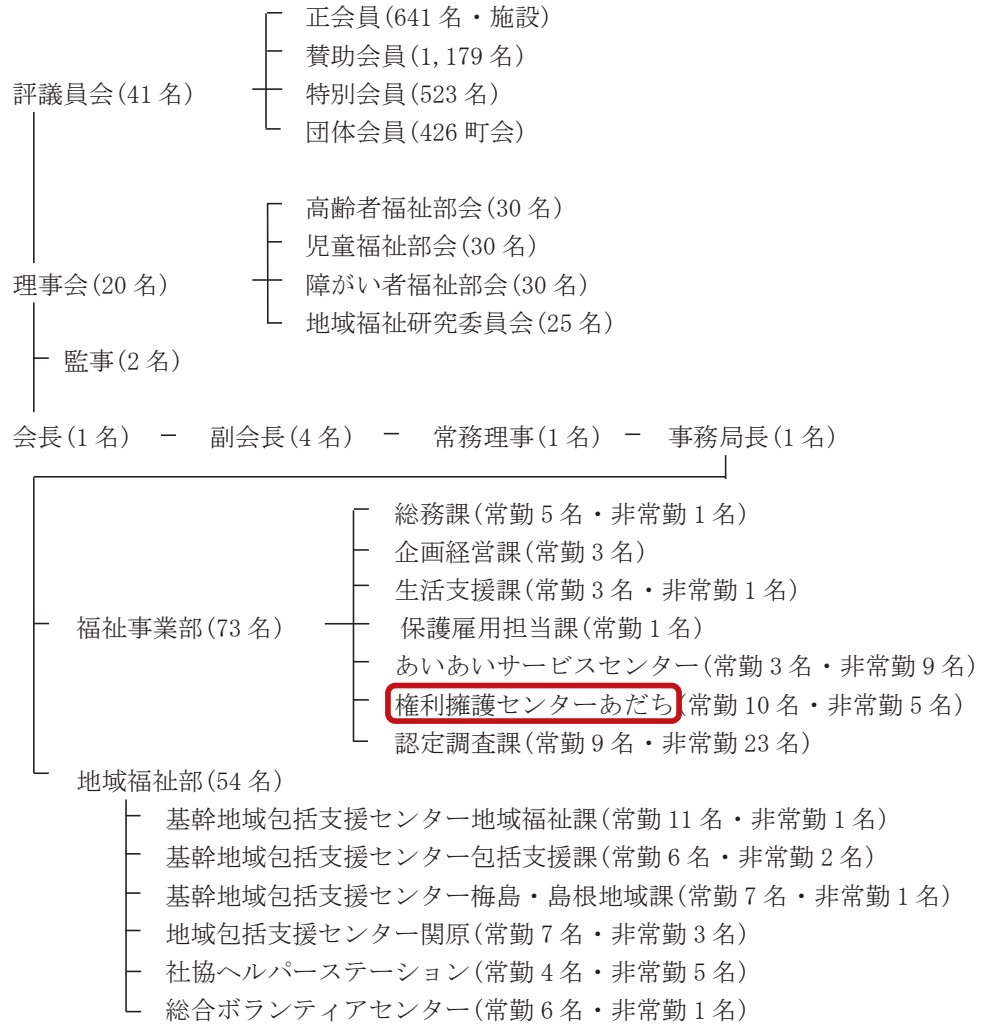 正会員(641名・施設)
賛助会員(1,179名)
評議員会(41名) 特別会員(523名)
団体会員(426町会)
高齢者福祉部会(30名)
児童福祉部会(30名)
理事会(20名) 障がい者福祉部会(30名)
地域福祉研究委員会(25名)
監事(2名)
会長(1名) － 副会長(4名) － 常務理事(1名) － 事務局長(1名)
総務課(常勤5名・非常勤1名)
企画経営課(常勤3名)
生活支援課(常勤3名・非常勤1名)
福祉事業部(73名) 保護雇用担当課(常勤1名)
あいあいサービスセンター(常勤3名・非常勤9名)
権利擁護センターあだち(常勤10名・非常勤5名)
認定調査課(常勤9名・非常勤23名)
地域福祉部(54名)
基幹地域包括支援センター地域福祉課(常勤11名・非常勤1名)
基幹地域包括支援センター包括支援課(常勤6名・非常勤2名)
基幹地域包括支援センター梅島・島根地域課(常勤7名・非常勤1名)
地域包括支援センター関原(常勤7名・非常勤3名)
社協ヘルパーステーション(常勤4名・非常勤5名)
総合ボランティアセンター(常勤6名・非常勤1名)